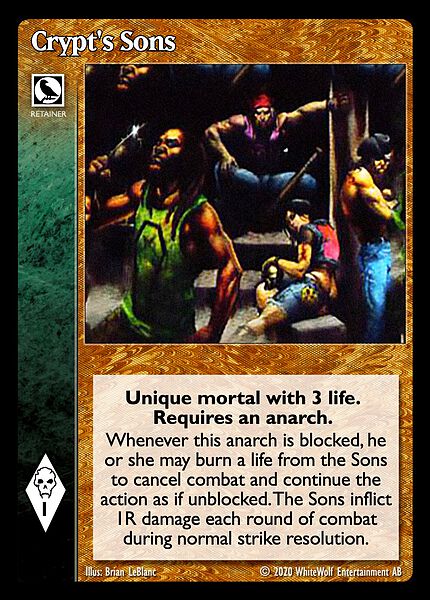 Crypt's Sons
RETAINER
Unique mortal with 3 life.
Requires an anarch.
Whenever this anarch is blocked, he
or she may burn a life from the Sons
to cancel combat and continue the
action as if unblocked. The Sons inflict
1R damage each round of combat
during normal strike resolution.
1
Illus: Brian LeBlanc © 2020 WhiteWolf Entertainment AB